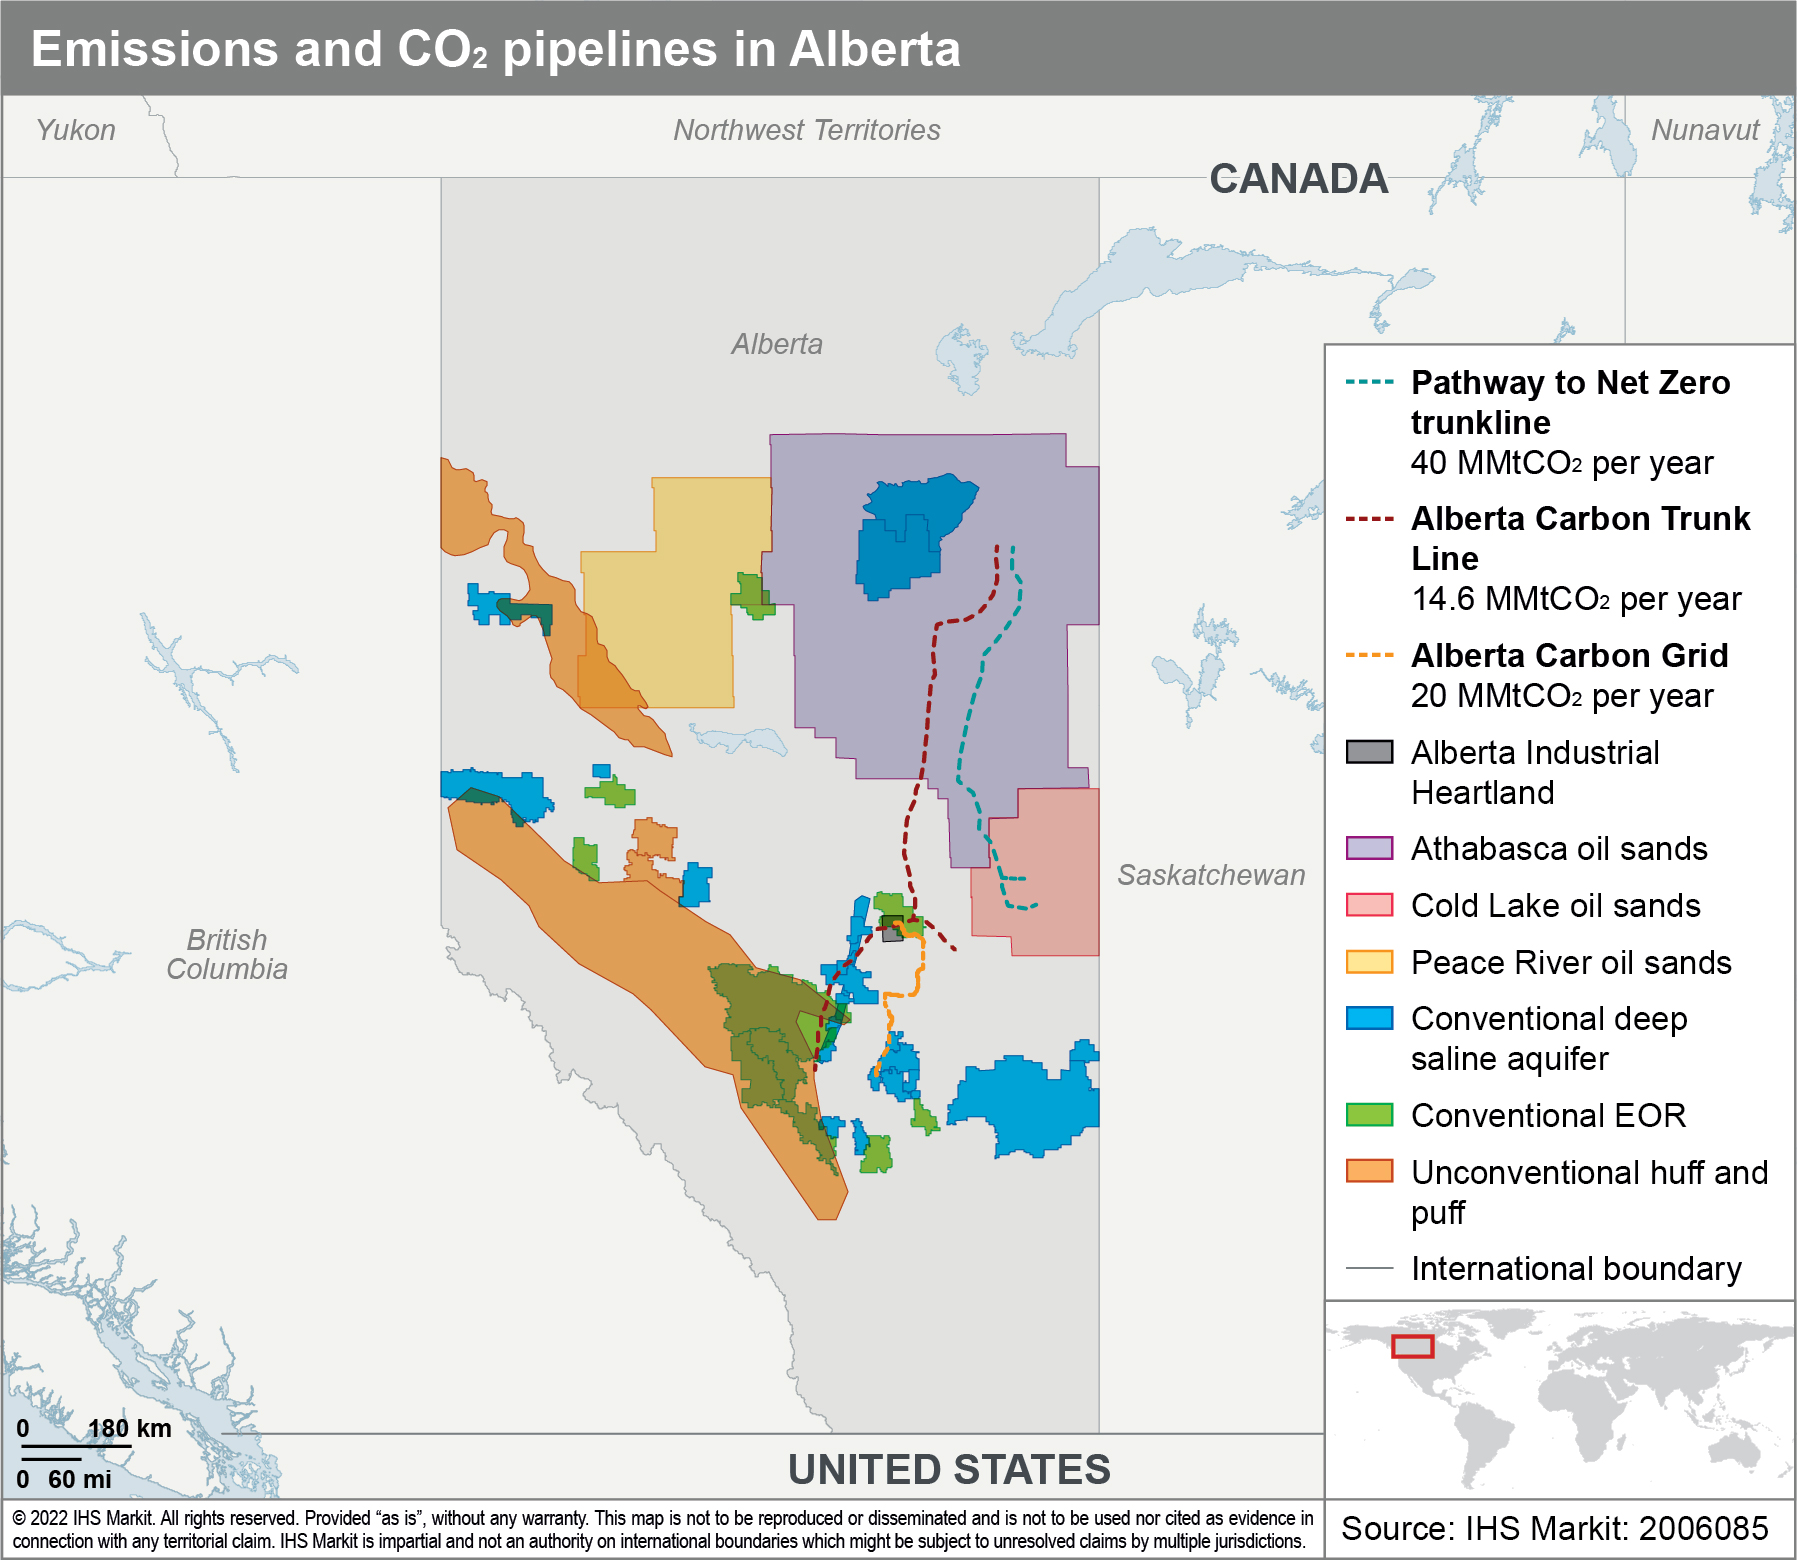 Emissions and CO₂ pipelines in Alberta
Yukon
Northwest Territories
Nunavut
CANADA
Alberta
Saskatchewan
British
Columbia
UNITED STATES
Pathway to Net Zero
trunkline
40 MMtCO₂ per year
Alberta Carbon Trunk
Line
14.6 MMtCO₂ per year
Alberta Carbon Grid
20 MMtCO₂ per year
Alberta Industrial
Heartland
Athabasca oil sands
Cold Lake oil sands
Peace River oil sands
Conventional deep
saline aquifer
Conventional EOR
Unconventional huff and
puff
International boundary
0 180 km
0 60 mi
© 2022 IHS Markit. All rights reserved. Provided “as is”, without any warranty. This map is not to be reproduced or disseminated and is not to be used nor cited as evidence in
connection with any territorial claim. IHS Markit is impartial and not an authority on international boundaries which might be subject to unresolved claims by multiple jurisdictions.
Source: IHS Markit: 2006085